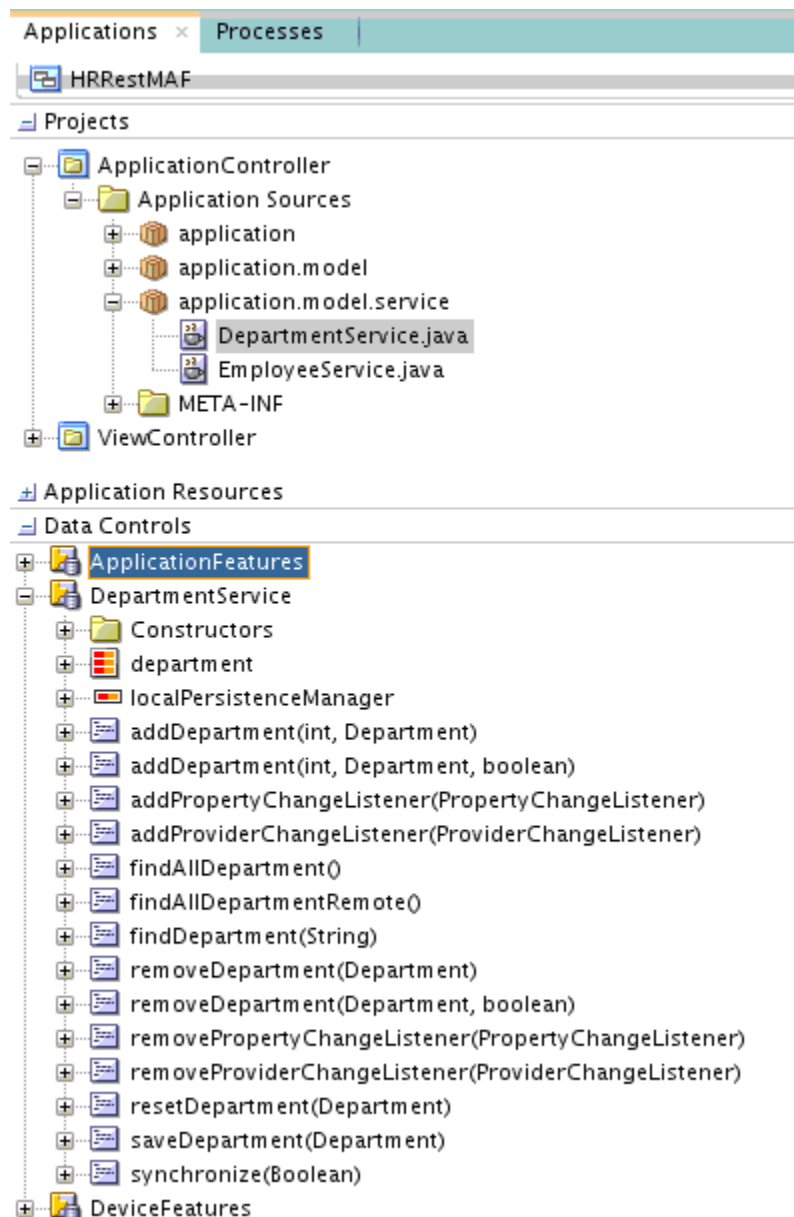 Applications × Processes
HRRestMAF
Projects
ApplicationController
Application Sources
application
application.model
application.model.service
DepartmentService.java
EmployeeService.java
META-INF
ViewController
Application Resources
Data Controls
ApplicationFeatures
DepartmentService
Constructors
department
localPersistenceManager
addDepartment(int, Department)
addDepartment(int, Department, boolean)
addPropertyChangeListener(PropertyChangeListener)
addProviderChangeListener(ProviderChangeListener)
findAllDepartment()
findAllDepartmentRemote()
findDepartment(String)
removeDepartment(Department)
removeDepartment(Department, boolean)
removePropertyChangeListener(PropertyChangeListener)
removeProviderChangeListener(ProviderChangeListener)
resetDepartment(Department)
saveDepartment(Department)
synchronize(Boolean)
DeviceFeatures